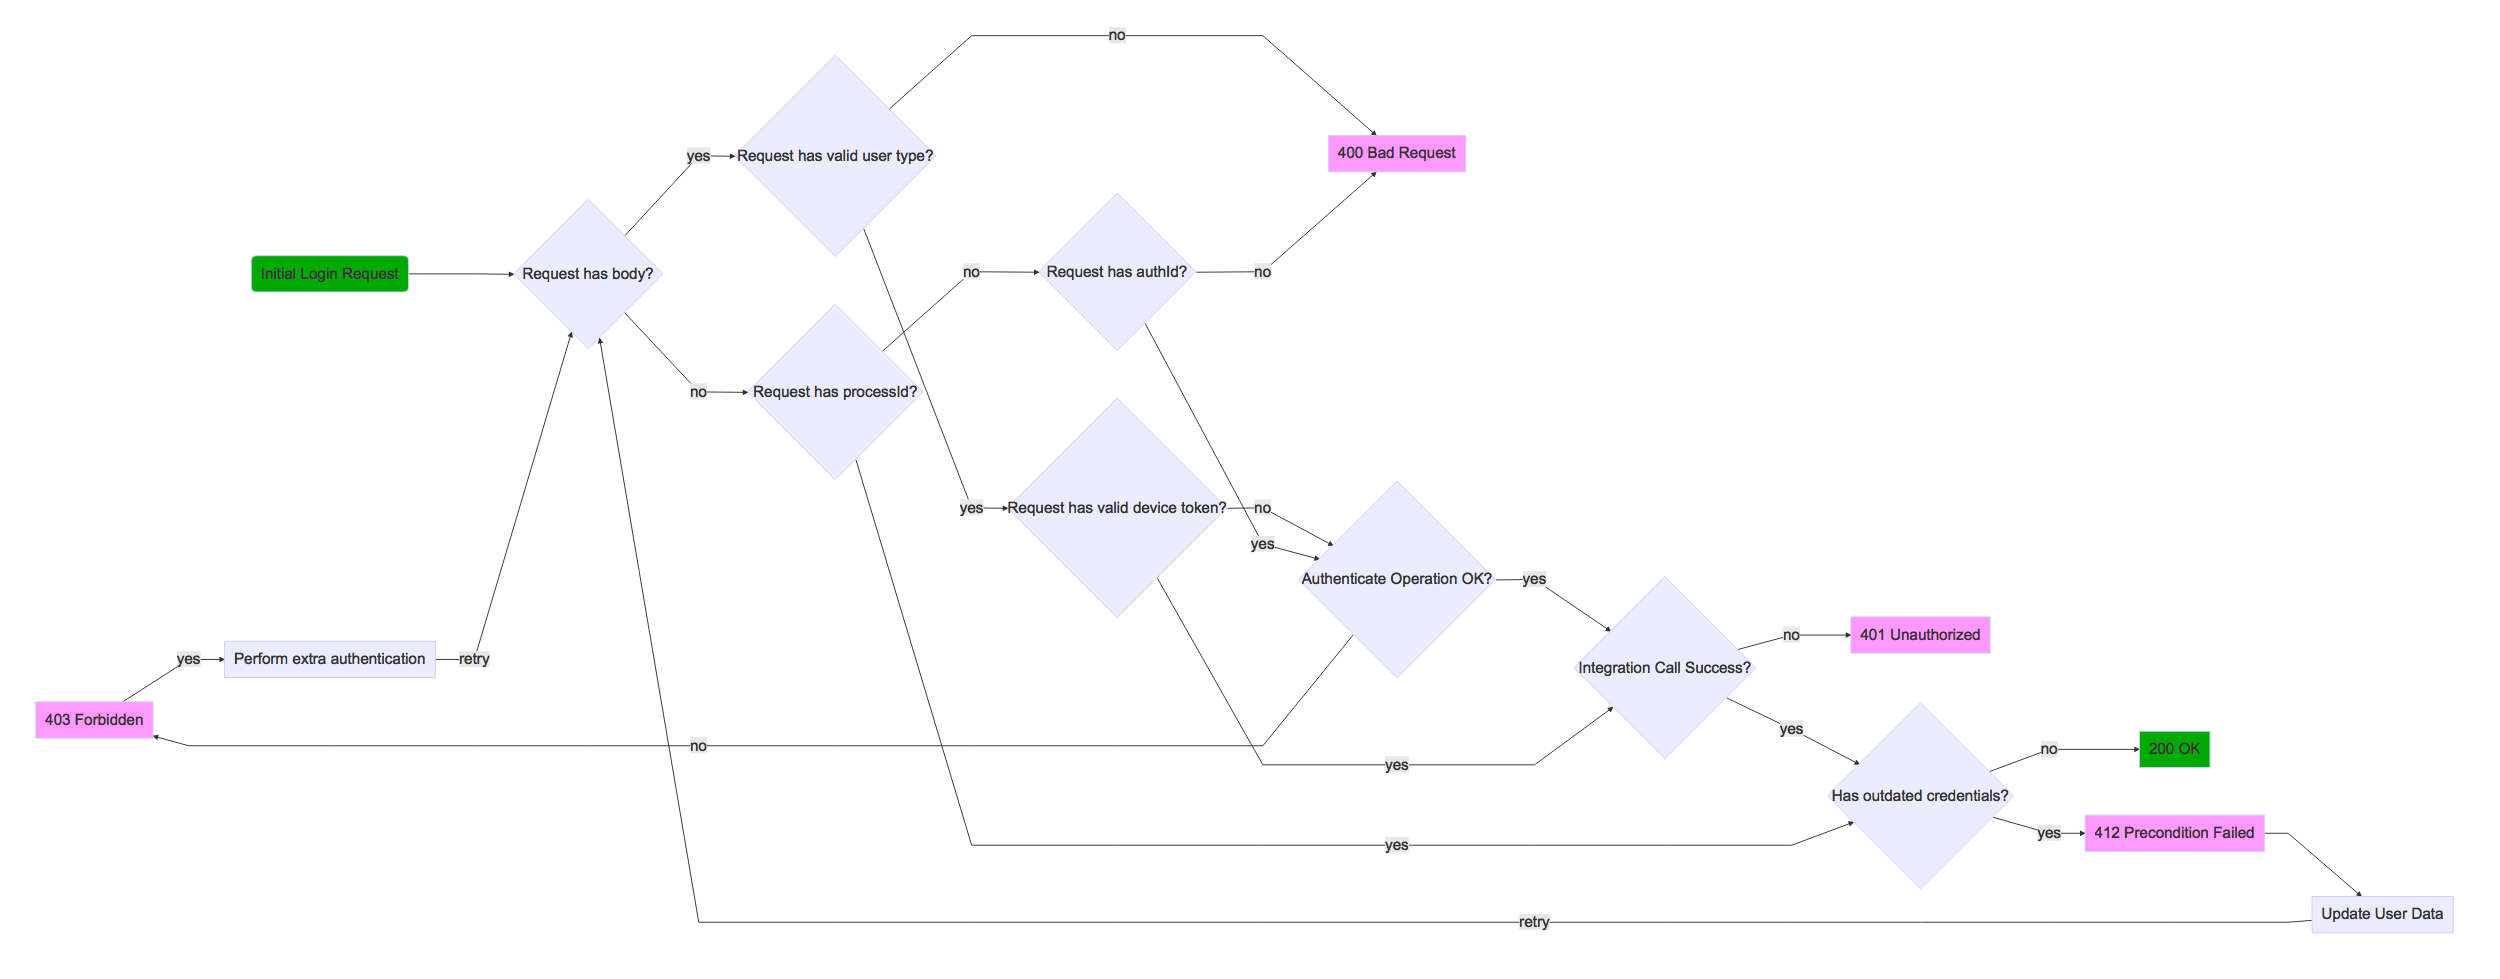 no
Request has valid user type?
yes
400 Bad Request
Initial Login Request
Request has body?
no
Request has authId?
no
no
Request has processId?
yes
Request has valid device token?
no
yes
Authenticate Operation OK?
yes
Integration Call Success?
no
401 Unauthorized
yes
Perform extra authentication
retry
403 Forbidden
no
yes
yes
Has outdated credentials?
no
200 OK
yes
412 Precondition Failed
yes
retry
Update User Data